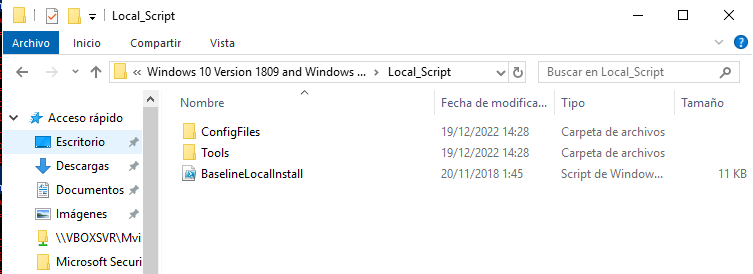 Local_Script
Archivo Inicio Compartir Vista
« Windows 10 Version 1809 and Windows ... > Local_Script
Buscar en Local_Script
Nombre Fecha de modifica... Tipo Tamaño
Acceso rápido
Escritorio
Descargas
Documentos
Imágenes
\\VBOXSVR\Mvi
Microsoft Securi
ConfigFiles 19/12/2022 14:28 Carpeta de archivos
Tools 19/12/2022 14:28 Carpeta de archivos
BaselineLocalInstall 20/11/2018 1:45 Script de Window... 11 KB